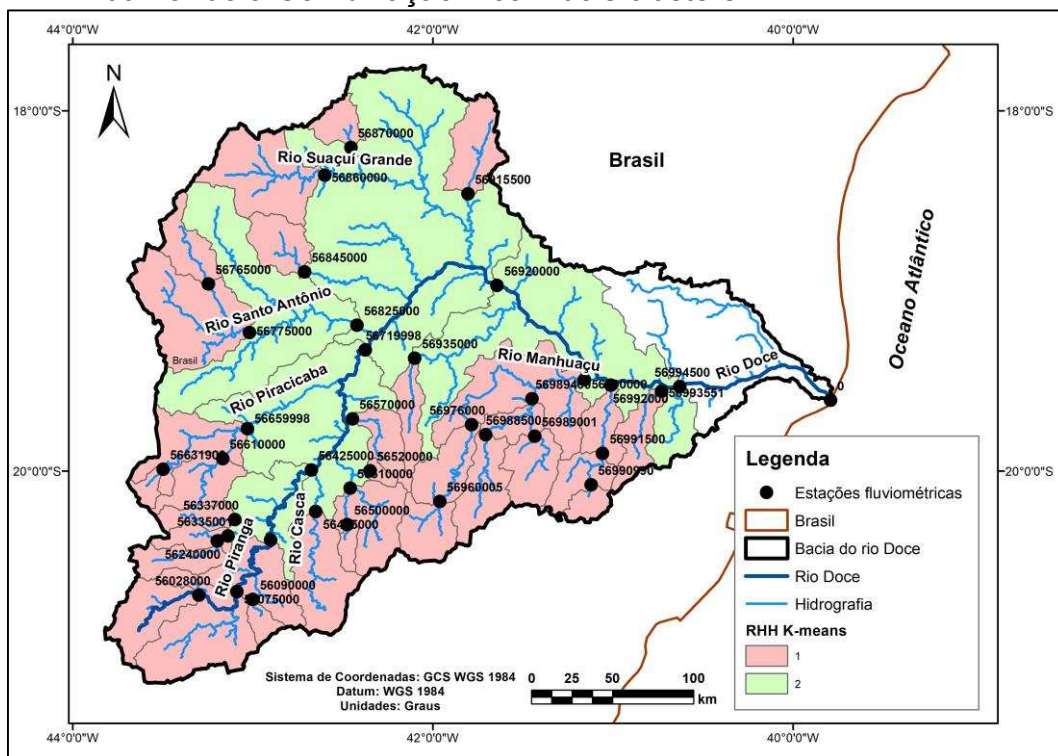 44°0'0"W
42°0'0"W
40°0'0"W
N
18°0'0"S
18°0'0"S
Brasil
56870000
Rio Suaçuí Grande
56860000
56915500
Oceano Atlântico
56845000
56765000
56920000
Rio Santo Antônio
56775000
56825000
56719998
56935000
Brasil
Rio Manhuaçu
Rio Doce
56994500
56993551
56992000
0
Rio Piracicaba
56570000
56976000
56988500
56989001
56659998
56610000
56991500
56425000
56520000
20°0'0"S
20°0'0"S
56990990
56960005
56337000
56500000
Rio Casca
56240000
Rio Piranga
56028000
56090000
Legenda
Estações fluviométricas
Brasil
Bacia do rio Doce
Rio Doce
Hidrografia
RHH K-means
1
2
Sistema de Coordenadas: GCS WGS 1984
Datum: WGS 1984
Unidades: Graus
0 25 50 100
km
44°0'0"W
42°0'0"W
40°0'0"W